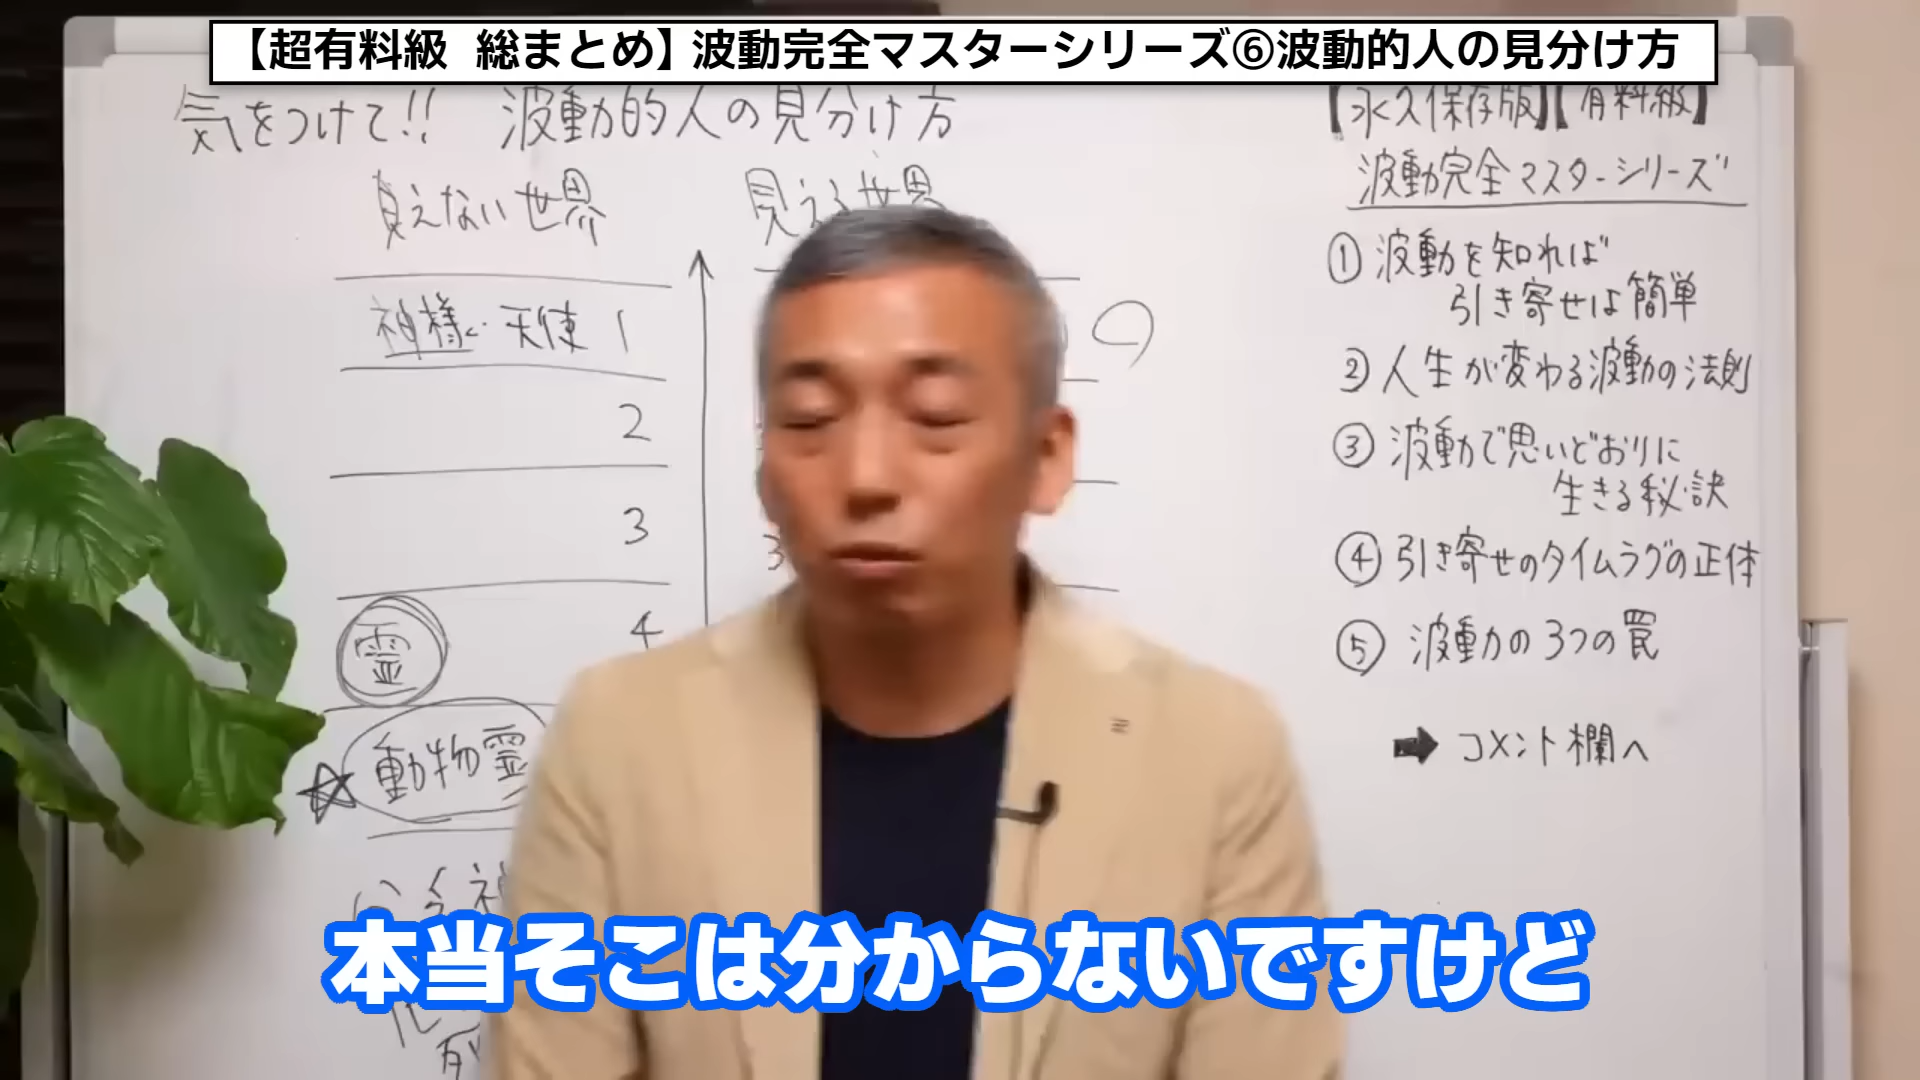 【超有料級 総まとめ】波動完全マスターシリーズ⑥波動的人の見分け方
気をつけて!! 波動的人の見分け方
見えない世界
見える世界
神様・天使 1
2
3
3
霊
4
☆動物霊
【永久保存版】【有料級】
波動完全マスターシリーズ
① 波動を知れば
引き寄せは簡単
② 人生が変わる波動の法則
③ 波動で思いどおりに
生きる秘訣
④ 引き寄せのタイムラグの正体
⑤ 波動の3つの罠
➡ コメント欄へ
本当そこは分からないですけど